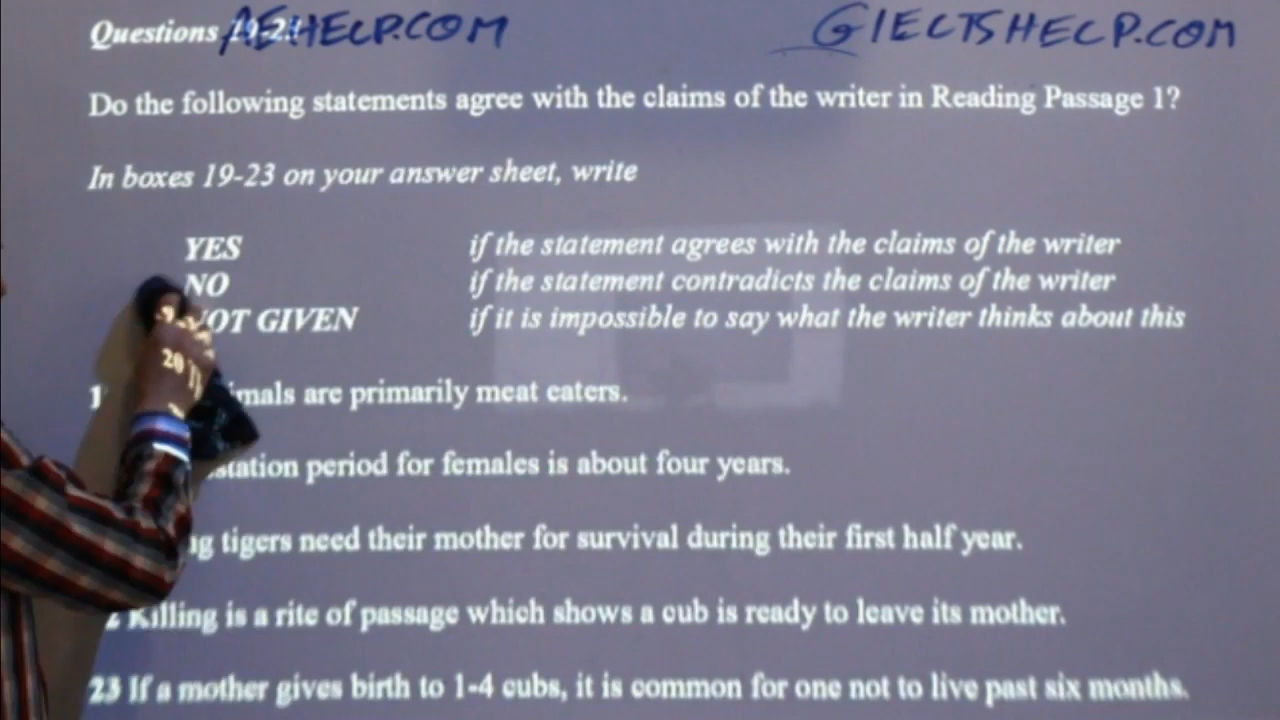 Questions AEHELP.COM GIELTSHELP.COM
Do the following statements agree with the claims of the writer in Reading Passage 1?
In boxes 19-23 on your answer sheet, write
YES if the statement agrees with the claims of the writer
NO if the statement contradicts the claims of the writer
NOT GIVEN if it is impossible to say what the writer thinks about this
are primarily meat eaters.
period for females is about four years.
tigers need their mother for survival during their first half year.
Killing is a rite of passage which shows a cub is ready to leave its mother.
23 If a mother gives birth to 1-4 cubs, it is common for one not to live past six months.